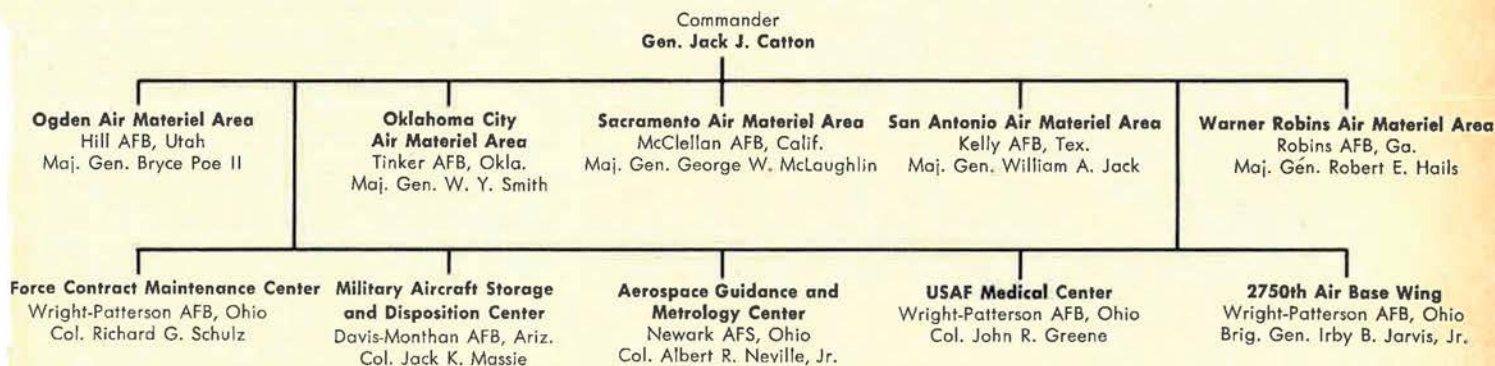 Commander
Gen. Jack J. Catton
Ogden Air Materiel Area
Hill AFB, Utah
Maj. Gen. Bryce Poe II
Oklahoma City
Air Materiel Area
Tinker AFB, Okla.
Maj. Gen. W. Y. Smith
Sacramento Air Materiel Area
McClellan AFB, Calif.
Maj. Gen. George W. McLaughlin
San Antonio Air Materiel Area
Kelly AFB, Tex.
Maj. Gen. William A. Jack
Warner Robins Air Materiel Area
Robins AFB, Ga.
Maj. Gen. Robert E. Hails
Force Contract Maintenance Center
Wright-Patterson AFB, Ohio
Col. Richard G. Schulz
Military Aircraft Storage
and Disposition Center
Davis-Monthan AFB, Ariz.
Col. Jack K. Massie
Aerospace Guidance and
Metrology Center
Newark AFS, Ohio
Col. Albert R. Neville, Jr.
USAF Medical Center
Wright-Patterson AFB, Ohio
Col. John R. Greene
2750th Air Base Wing
Wright-Patterson AFB, Ohio
Brig. Gen. Irby B. Jarvis, Jr.